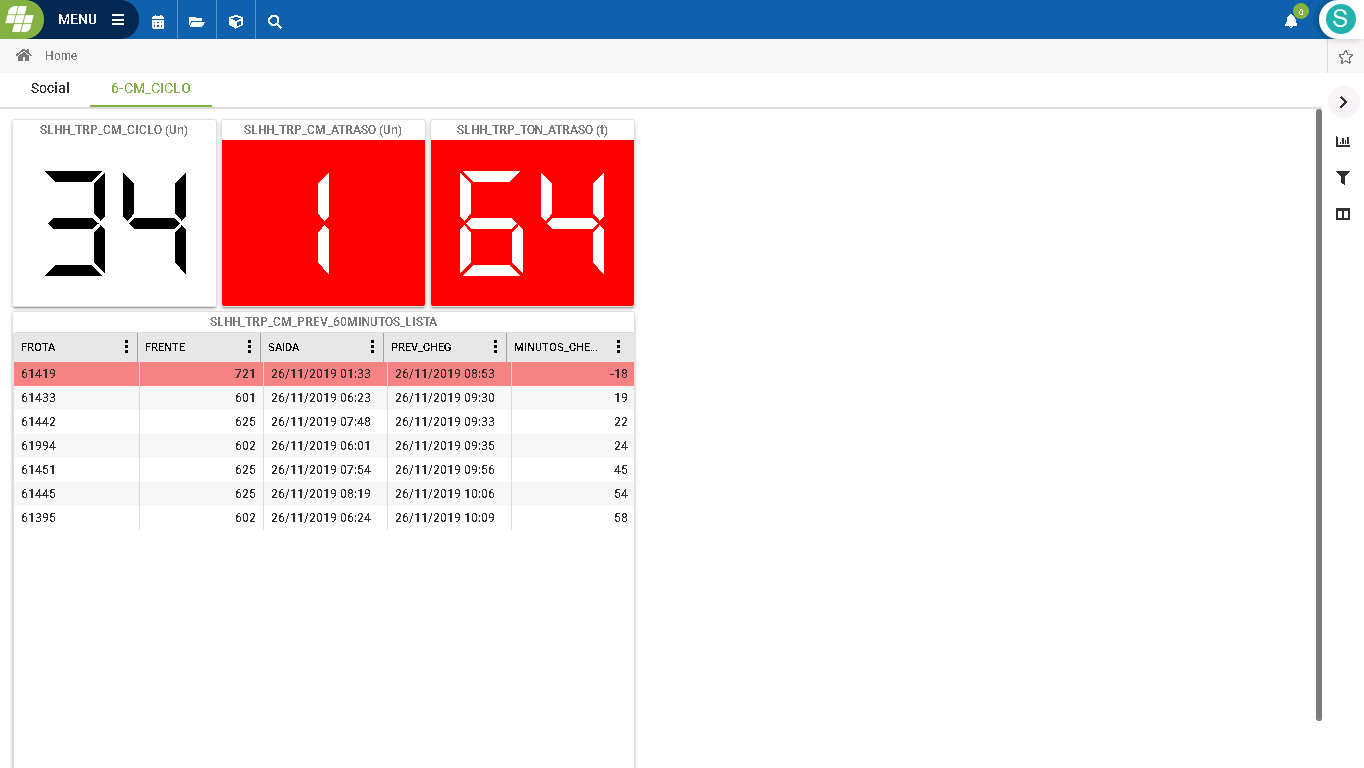 MENU
0
S
Home
Social 6-CM_CICLO
SLHH_TRP_CM_CICLO (Un) SLHH_TRP_CM_ATRASO (Un) SLHH_TRP_TON_ATRASO (t)
34 1 64
SLHH_TRP_CM_PREV_60MINUTOS_LISTA
FROTA FRENTE SAIDA PREV_CHEG MINUTOS_CHE...
61419 721 26/11/2019 01:33 26/11/2019 08:53 -18
61433 601 26/11/2019 06:23 26/11/2019 09:30 19
61442 625 26/11/2019 07:48 26/11/2019 09:33 22
61994 602 26/11/2019 06:01 26/11/2019 09:35 24
61451 625 26/11/2019 07:54 26/11/2019 09:56 45
61445 625 26/11/2019 08:19 26/11/2019 10:06 54
61395 602 26/11/2019 06:24 26/11/2019 10:09 58